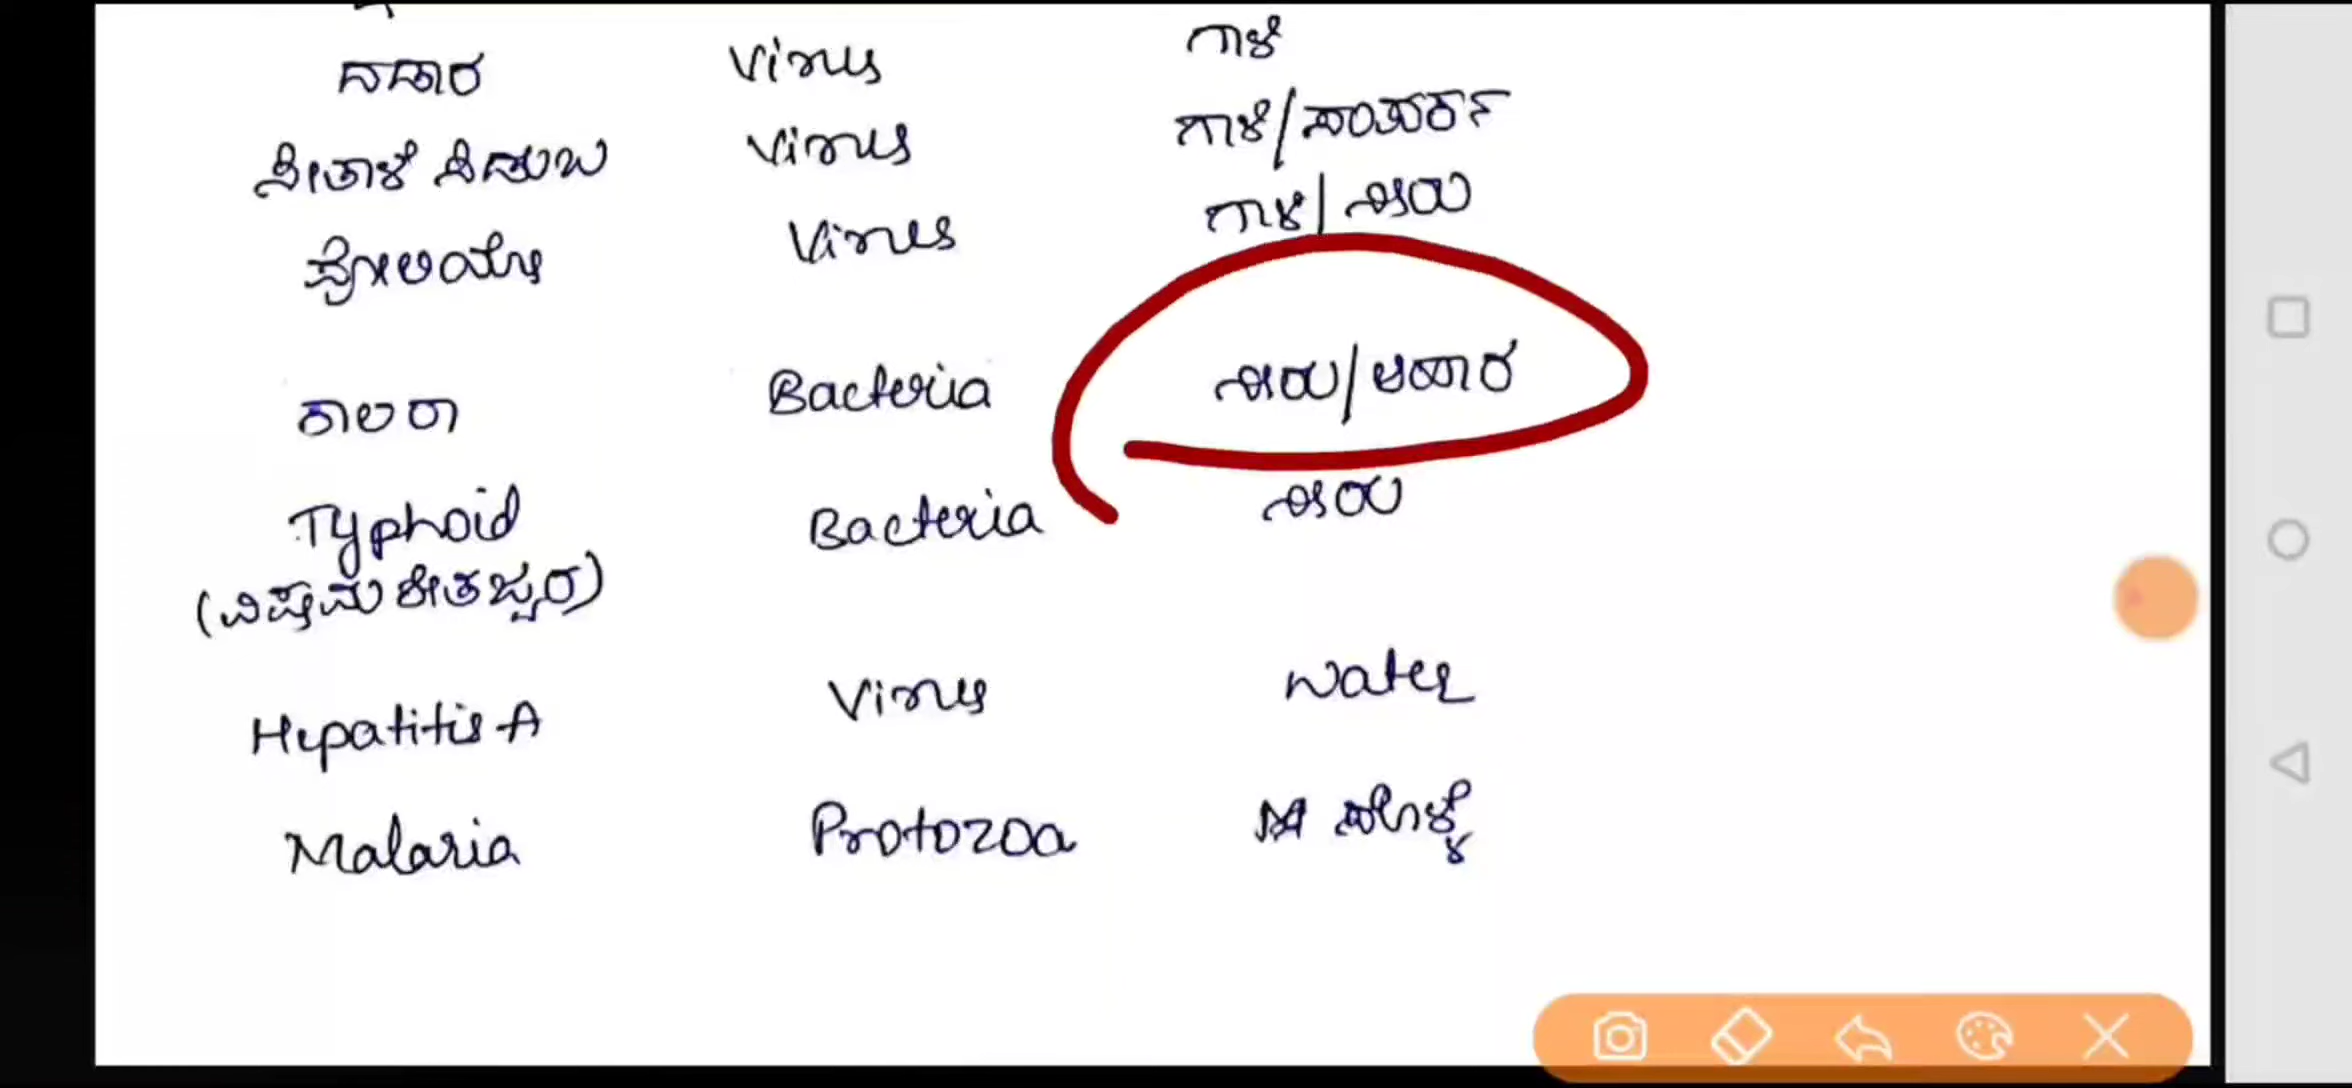 ದಡಾರ Virus ಗಾಳಿ
ಸೀತಾಳೆ ಸಿಡುಬು Virus ಗಾಳಿ/ಸಂಪರ್ಕ
ಪೋಲಿಯೋ Virus ಗಾಳಿ/ನೀರು
ಕಾಲರಾ Bacteria ನೀರು/ಆಹಾರ
Typhoid Bacteria ನೀರು
(ವಿಷಮ ಶೀತಜ್ವರ)
Hepatitis A Virus Water
Malaria Protozoa ಸೊಳ್ಳೆ